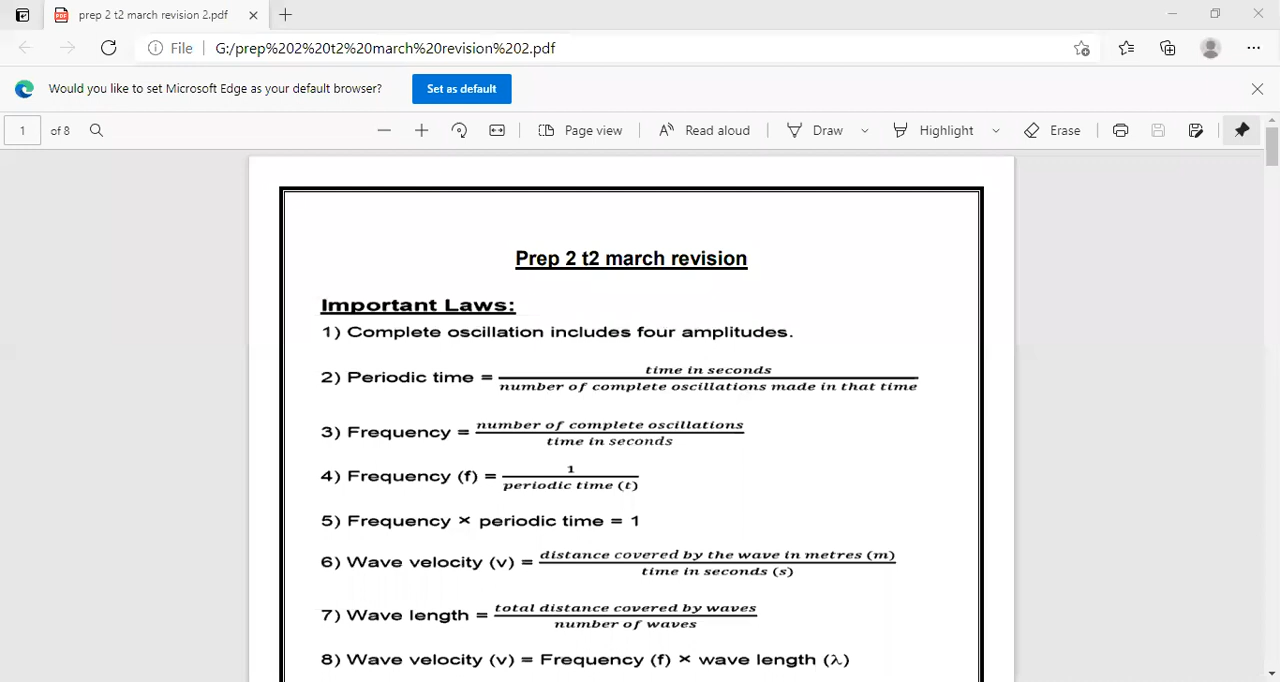 prep 2 t2 march revision 2.pdf
File G:/prep%202%20t2%20march%20revision%202.pdf
Would you like to set Microsoft Edge as your default browser? Set as default
1 of 8 Page view Read aloud Draw Highlight Erase
Prep 2 t2 march revision
Important Laws:
1) Complete oscillation includes four amplitudes.
2) Periodic time = time in seconds / number of complete oscillations made in that time
3) Frequency = number of complete oscillations / time in seconds
4) Frequency (f) = 1 / periodic time (t)
5) Frequency × periodic time = 1
6) Wave velocity (v) = distance covered by the wave in metres (m) / time in seconds (s)
7) Wave length = total distance covered by waves / number of waves
8) Wave velocity (v) = Frequency (f) × wave length (λ)